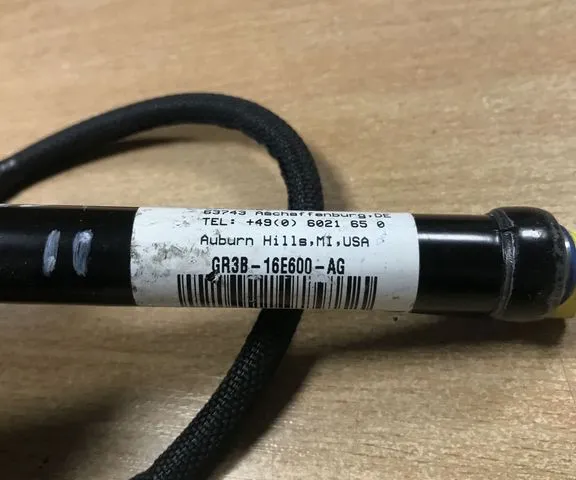 63743 Aschaffenburg,DE
TEL: +49(0) 6021 65 0
Auburn Hills,MI,USA
GR3B-16E600-AG